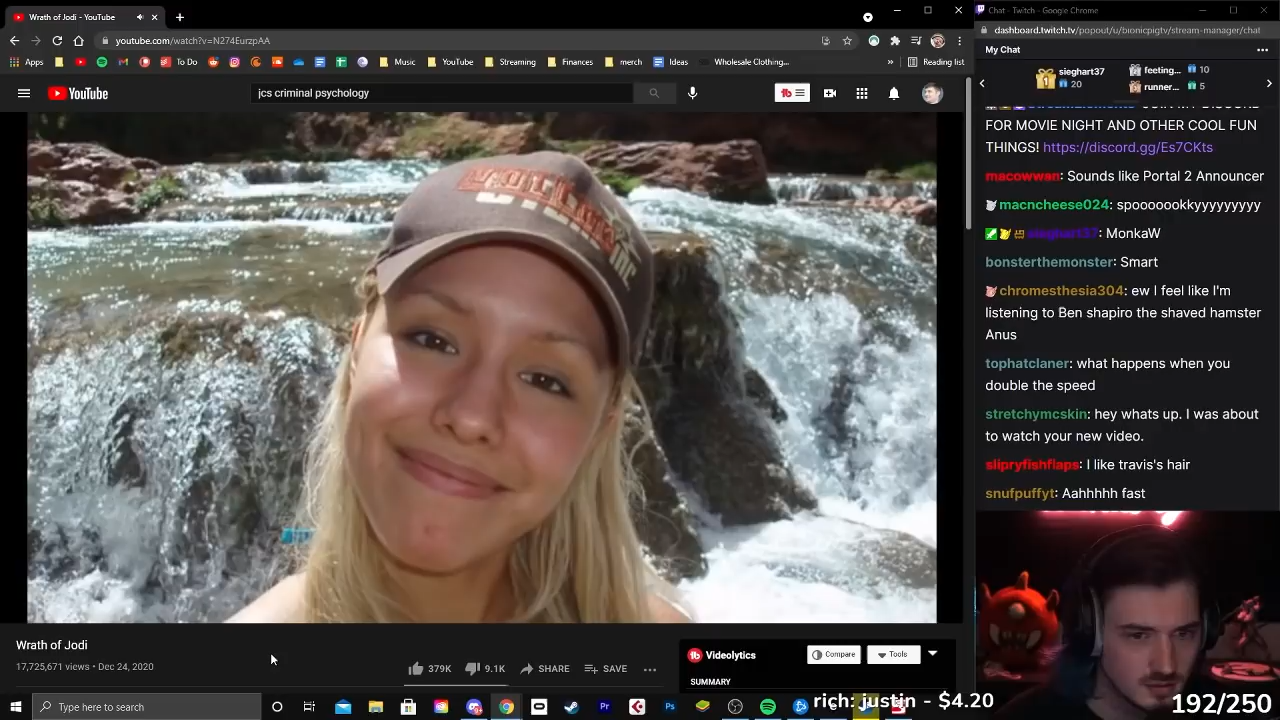 Wrath of Jodi - YouTube
Chat - Twitch - Google Chrome
youtube.com/watch?v=N274EurzpAA
dashboard.twitch.tv/popout/u/bionicpigtv/stream-manager/chat
Apps
To Do
Music
YouTube
Streaming
Finances
merch
Ideas
Wholesale Clothing...
Reading list
My Chat
sieghart37
20
feeting...
10
runner...
5
YouTube
jcs criminal psychology
FOR MOVIE NIGHT AND OTHER COOL FUN
THINGS! https://discord.gg/Es7CKts
macowwan: Sounds like Portal 2 Announcer
macncheese024: spooooookkyyyyyyyyy
sieghart37: MonkaW
bonsterthemonster: Smart
chromesthesia304: ew I feel like I'm
listening to Ben shapiro the shaved hamster
Anus
tophatclaner: what happens when you
double the speed
stretchymcskin: hey whats up. I was about
to watch your new video.
slipryfishflaps: I like travis's hair
snufpuffyt: Aahhhhh fast
Wrath of Jodi
17,725,671 views • Dec 24, 2020
379K
9.1K
SHARE
SAVE
Videolytics
Compare
Tools
SUMMARY
Type here to search
rich: justin - $4.20
192/250